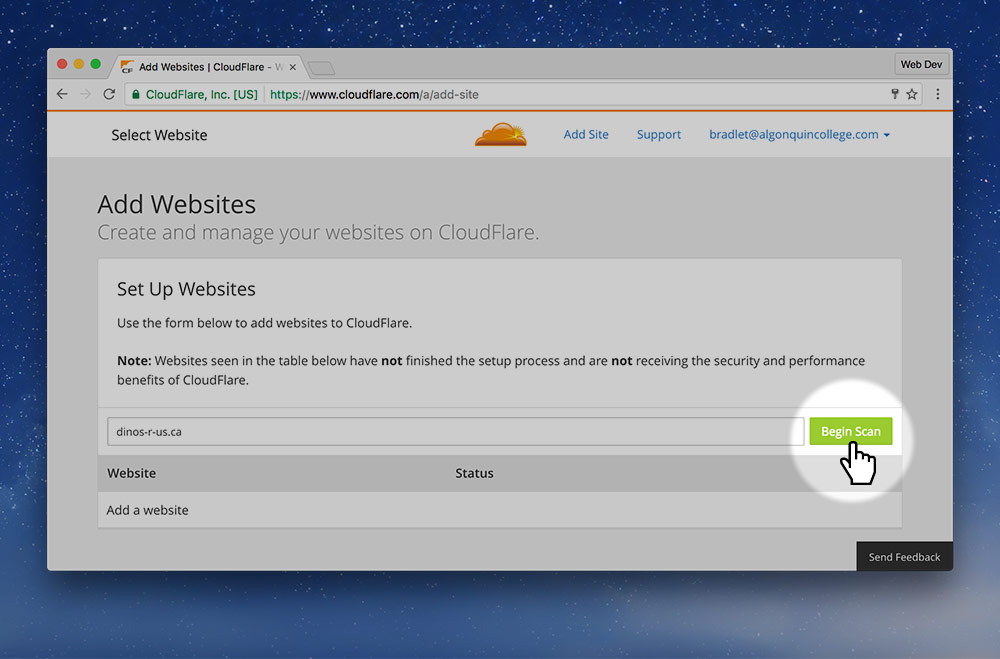 Add Websites | CloudFlare - W
Web Dev
CloudFlare, Inc. [US]
https://www.cloudflare.com/a/add-site
Select Website
Add Site
Support
bradlet@algonquincollege.com
Add Websites
Create and manage your websites on CloudFlare.
Set Up Websites
Use the form below to add websites to CloudFlare.
Note: Websites seen in the table below have not finished the setup process and are not receiving the security and performance
benefits of CloudFlare.
dinos-r-us.ca
Begin Scan
Website
Status
Add a website
Send Feedback